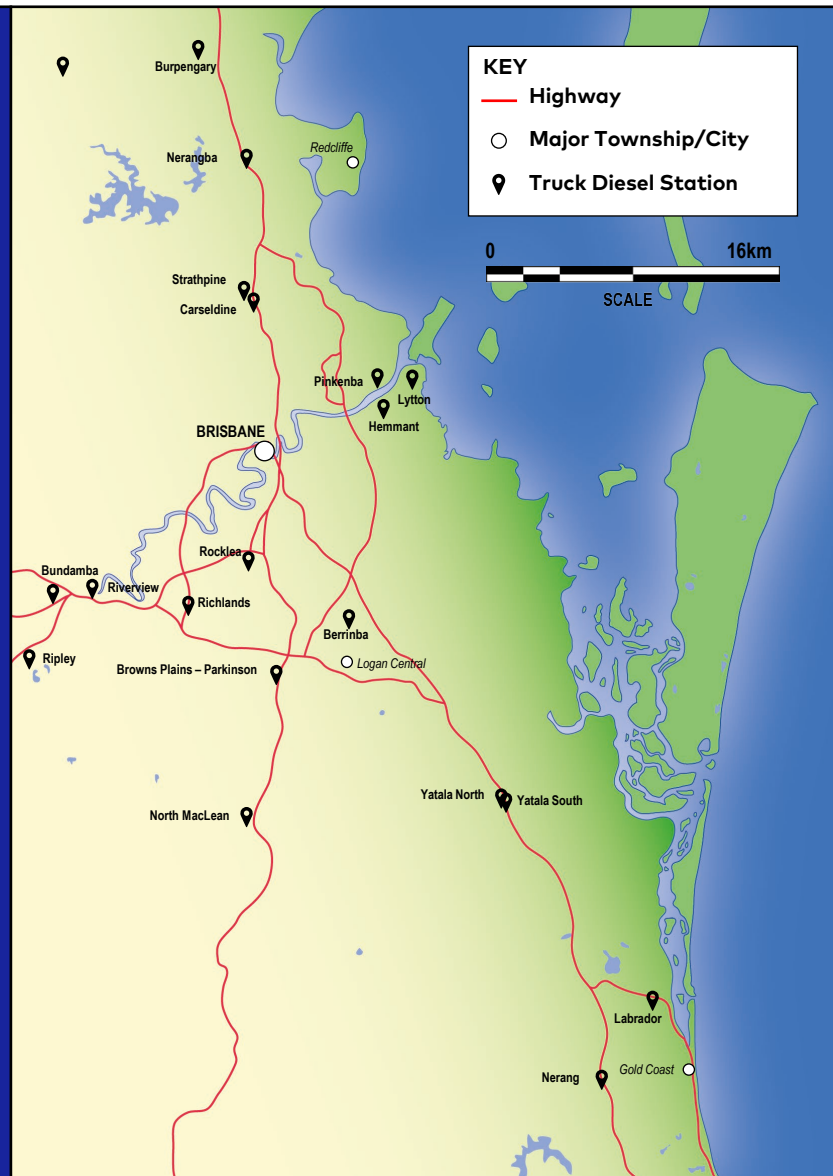 Burpengary
KEY
Highway
Major Township/City
Truck Diesel Station
Redcliffe
Nerangba
0 16km
SCALE
Strathpine
Carseldine
Pinkenba
Lytton
Hemmant
BRISBANE
Rocklea
Bundamba
Riverview
Richlands
Berrinba
Ripley
Logan Central
Browns Plains – Parkinson
Yatala North
Yatala South
North MacLean
Labrador
Gold Coast
Nerang